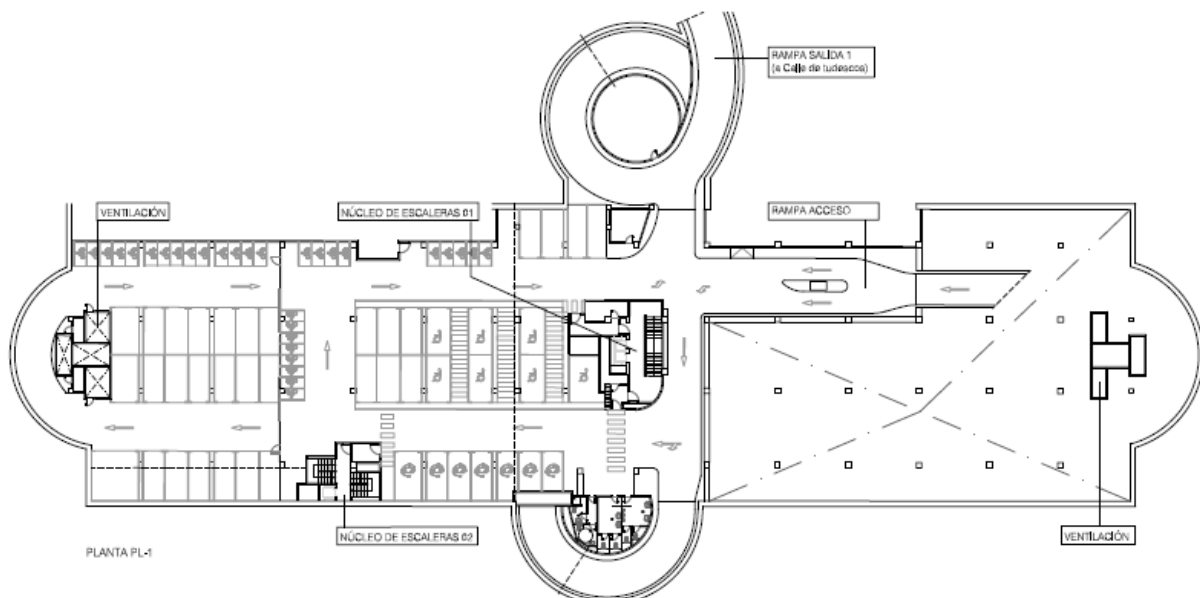 RAMPA SALIDA 1
(a Calle de tudescos)
VENTILACIÓN
NÚCLEO DE ESCALERAS 01
RAMPA ACCESO
NÚCLEO DE ESCALERAS 02
VENTILACIÓN
PLANTA PL-1